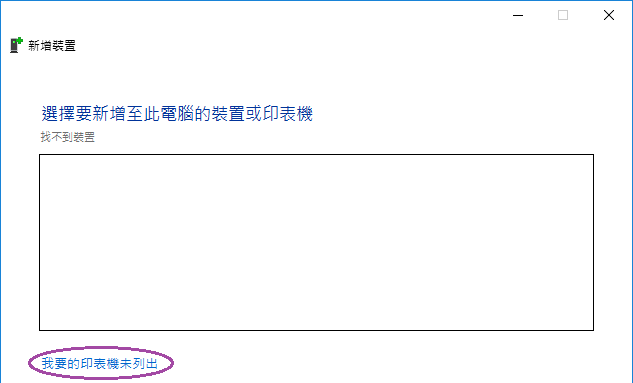 新增裝置
選擇要新增至此電腦的裝置或印表機
找不到裝置
我要的印表機未列出